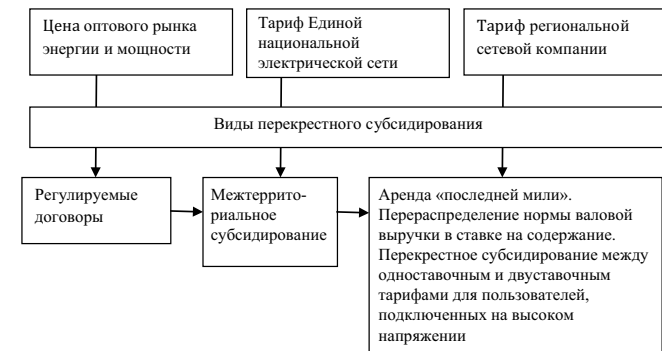 Цена оптового рынка
энергии и мощности
Тариф Единой
национальной
электрической сети
Тариф региональной
сетевой компании
Виды перекрестного субсидирования
Регулируемые
договоры
Межтеррито-
риальное
субсидирование
Аренда «последней мили».
Перераспределение нормы валовой
выручки в ставке на содержание.
Перекрестное субсидирование между
одноставочным и двуставочным
тарифами для пользователей,
подключенных на высоком
напряжении